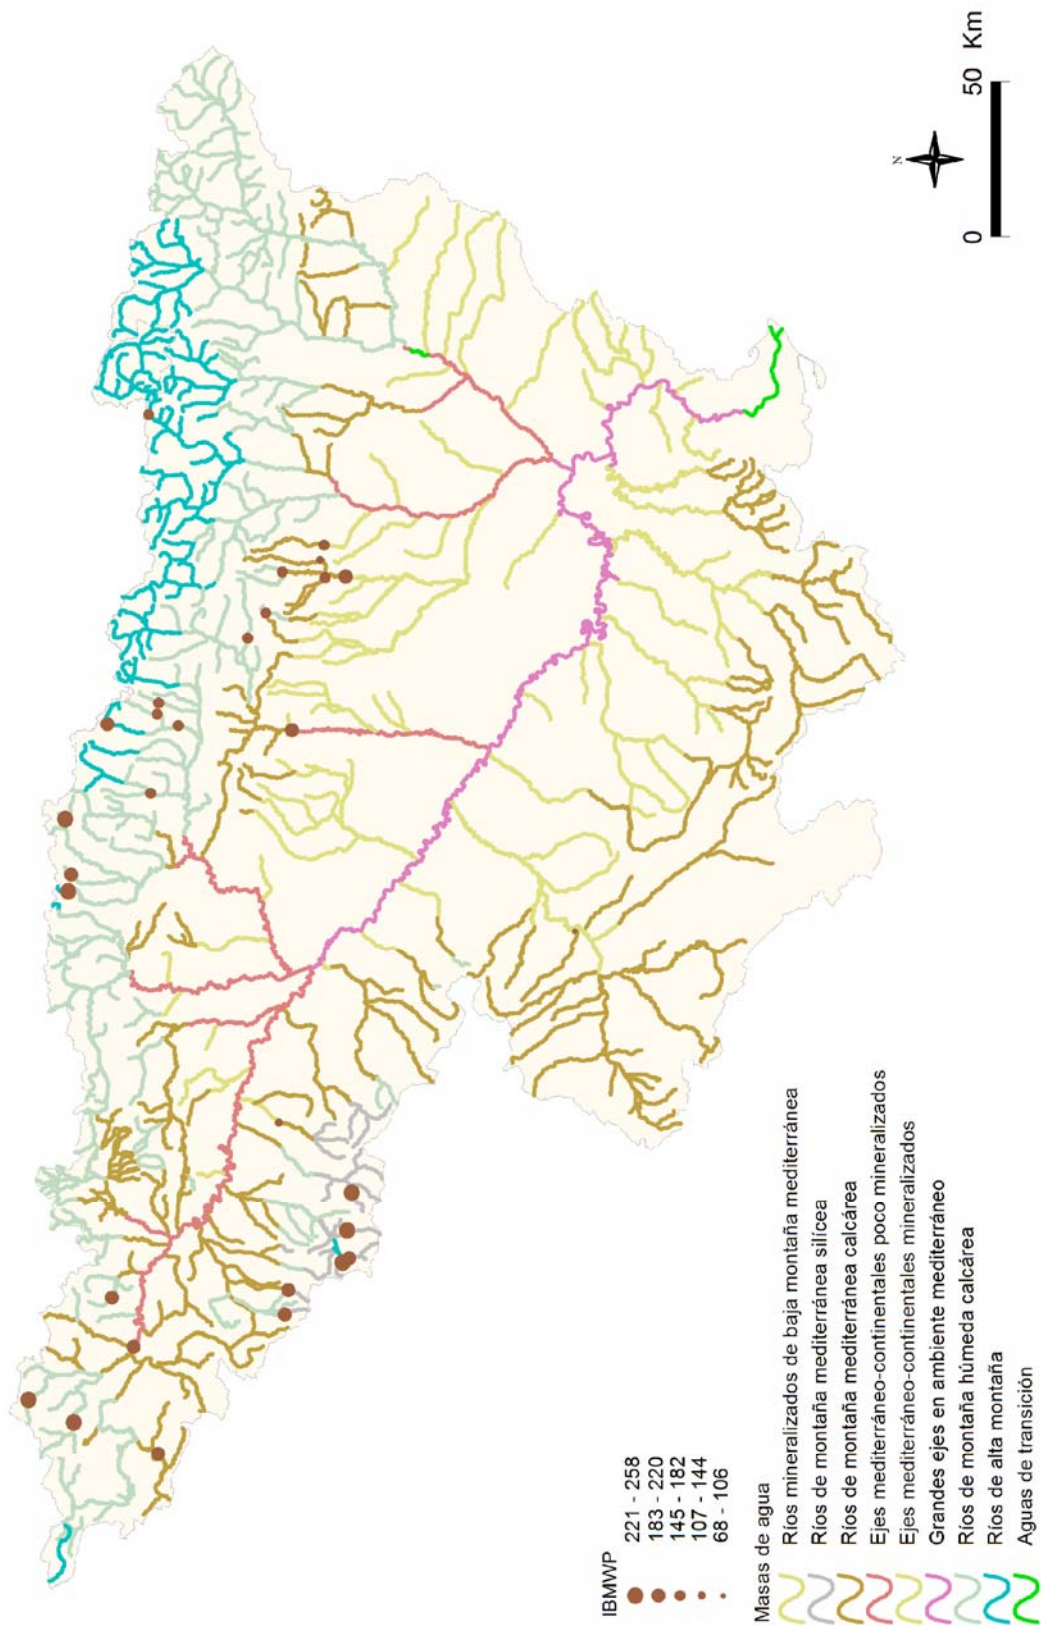 N
0 50 Km
IBMWP
221 - 258
183 - 220
145 - 182
107 - 144
68 - 106
Masas de agua
Ríos mineralizados de baja montaña mediterránea
Ríos de montaña mediterránea silícea
Ríos de montaña mediterránea calcárea
Ejes mediterráneo-continentales poco mineralizados
Ejes mediterráneo-continentales mineralizados
Grandes ejes en ambiente mediterráneo
Ríos de montaña húmeda calcárea
Ríos de alta montaña
Aguas de transición